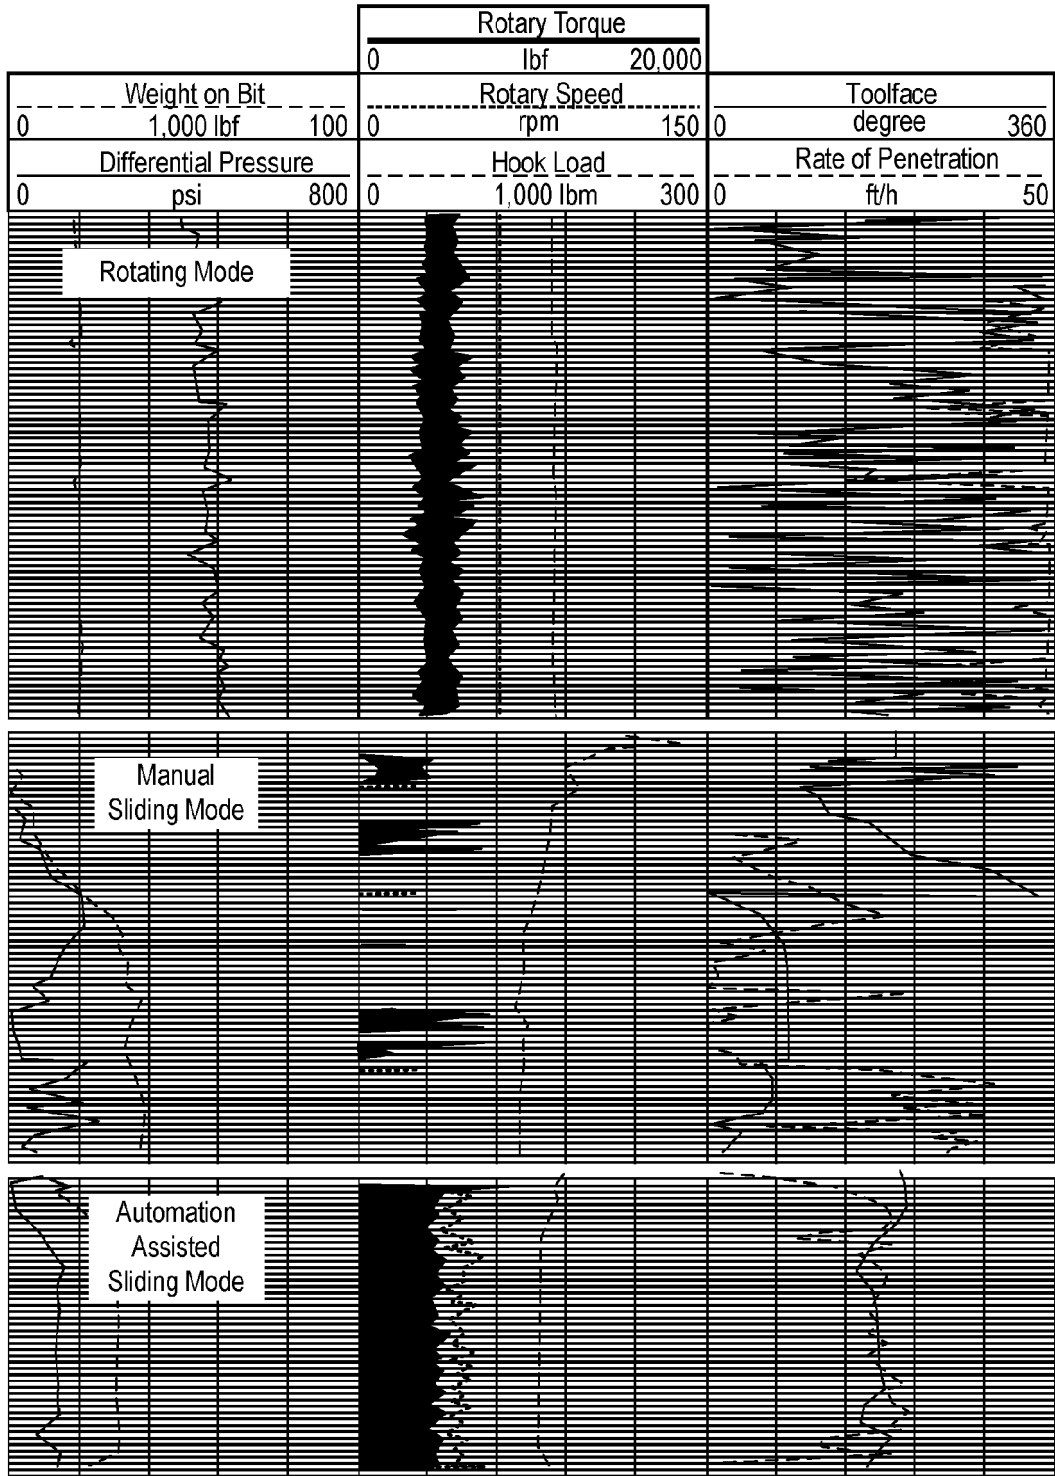 Rotary Torque
0 lbf 20,000
Weight on Bit
0 1,000 lbf 100
Rotary Speed
0 rpm 150
Toolface
0 degree 360
Differential Pressure
0 psi 800
Hook Load
0 1,000 lbm 300
Rate of Penetration
0 ft/h 50
Rotating Mode
Manual
Sliding Mode
Automation
Assisted
Sliding Mode